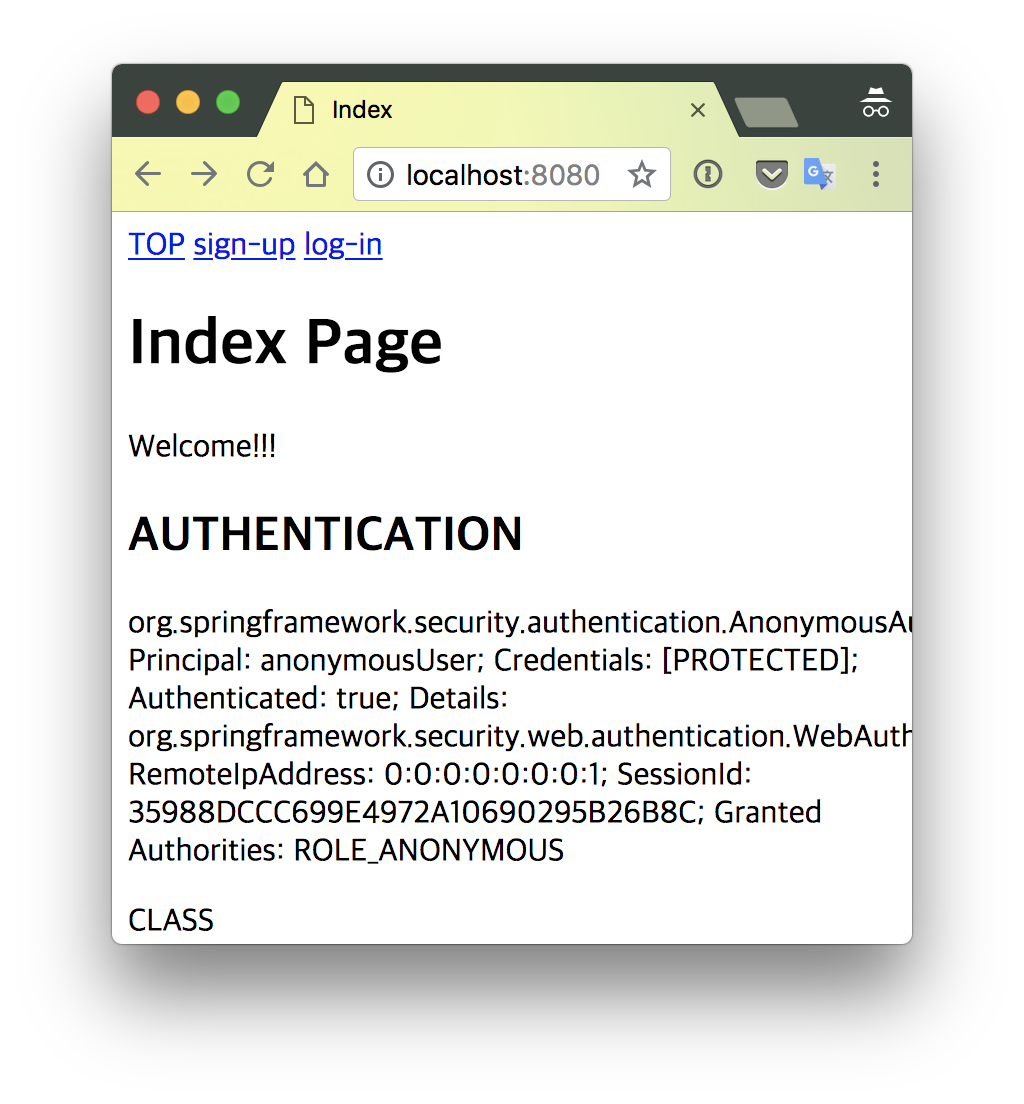 Index
localhost:8080
TOP sign-up log-in
Index Page
Welcome!!!
AUTHENTICATION
org.springframework.security.authentication.AnonymousAu
Principal: anonymousUser; Credentials: [PROTECTED];
Authenticated: true; Details:
org.springframework.security.web.authentication.WebAuth
RemoteIpAddress: 0:0:0:0:0:0:0:1; SessionId:
35988DCCC699E4972A10690295B26B8C; Granted
Authorities: ROLE_ANONYMOUS
CLASS